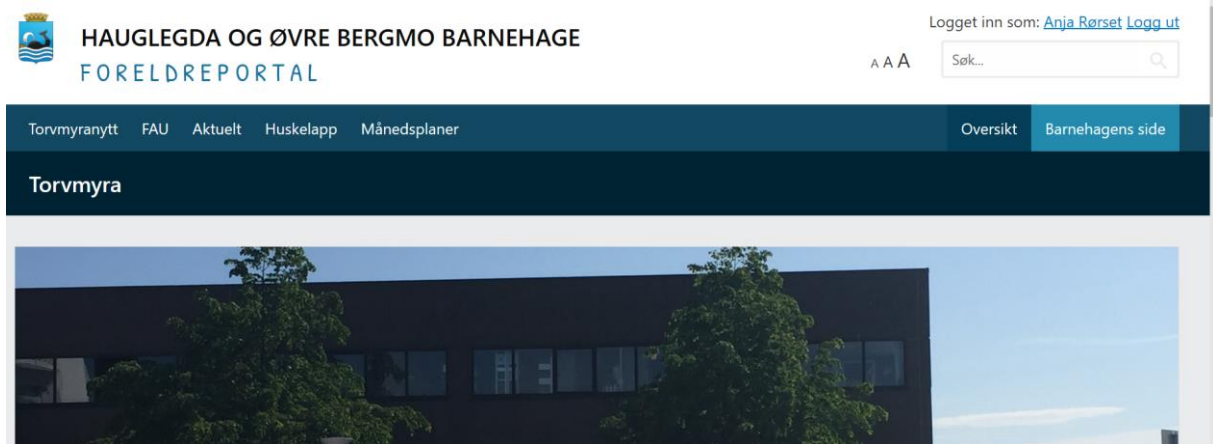 Logget inn som: Anja Rørset Logg ut
HAUGLEGDA OG ØVRE BERGMO BARNEHAGE
FORELDREPORTAL
A A A Søk...
Torvmyranytt FAU Aktuelt Huskelapp Månedsplaner Oversikt Barnehagens side
Torvmyra